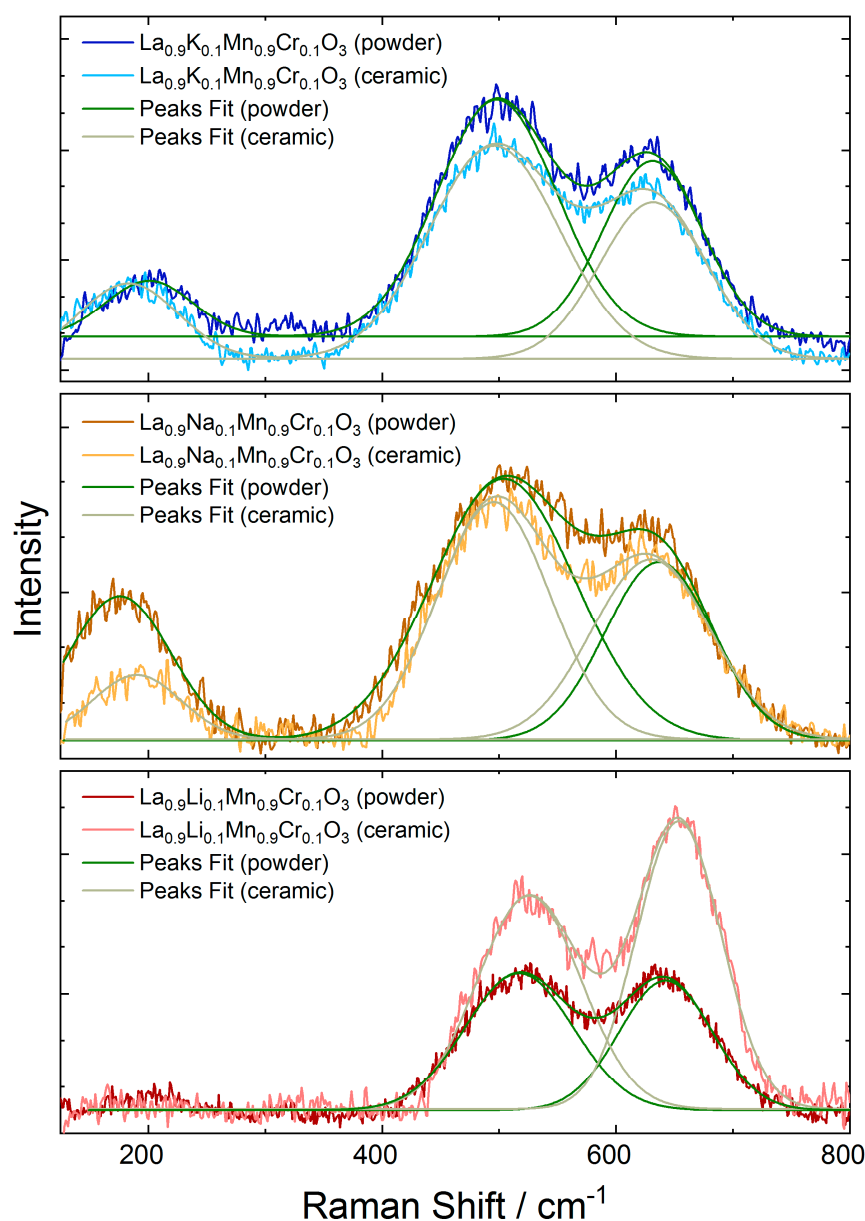 La₀.₉K₀.₁Mn₀.₉Cr₀.₁O₃ (powder)
La₀.₉K₀.₁Mn₀.₉Cr₀.₁O₃ (ceramic)
Peaks Fit (powder)
Peaks Fit (ceramic)
La₀.₉Na₀.₁Mn₀.₉Cr₀.₁O₃ (powder)
La₀.₉Na₀.₁Mn₀.₉Cr₀.₁O₃ (ceramic)
Peaks Fit (powder)
Peaks Fit (ceramic)
Intensity
La₀.₉Li₀.₁Mn₀.₉Cr₀.₁O₃ (powder)
La₀.₉Li₀.₁Mn₀.₉Cr₀.₁O₃ (ceramic)
Peaks Fit (powder)
Peaks Fit (ceramic)
200 400 600 800
Raman Shift / cm⁻¹